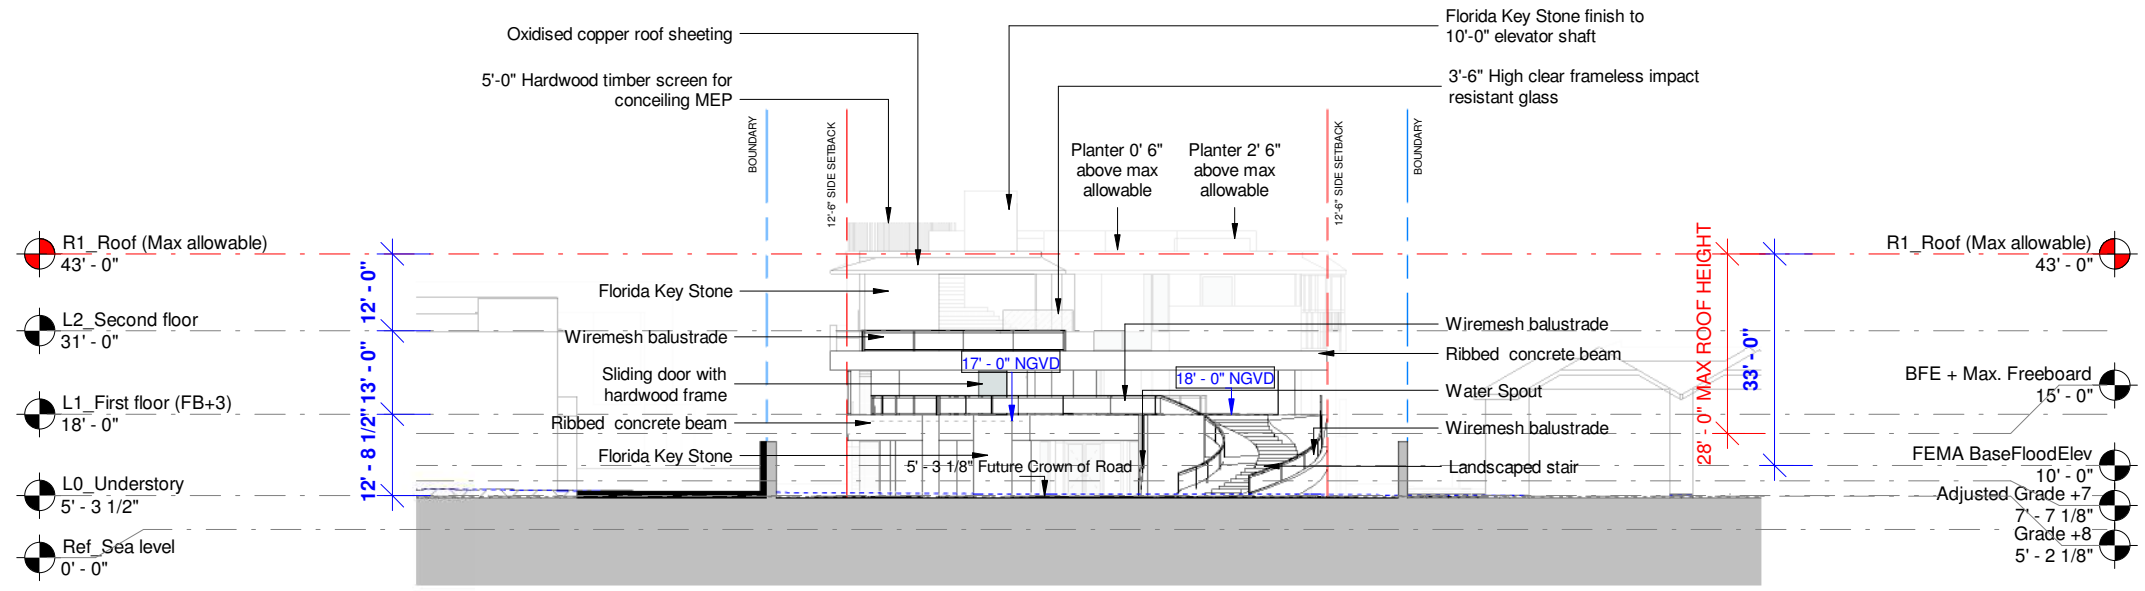 Oxidised copper roof sheeting
5'-0" Hardwood timber screen for
conceiling MEP
Florida Key Stone finish to
10'-0" elevator shaft
3'-6" High clear frameless impact
resistant glass
BOUNDARY
12'-6" SIDE SETBACK
Planter 0' 6"
above max
allowable
Planter 2' 6"
above max
allowable
12'-6" SIDE SETBACK
BOUNDARY
R1_Roof (Max allowable)
43' - 0"
L2_Second floor
31' - 0"
L1_First floor (FB+3)
18' - 0"
L0_Understory
5' - 3 1/2"
Ref_Sea level
0' - 0"
12' - 0"
13' - 0"
12' - 8 1/2"
Florida Key Stone
Wiremesh balustrade
Sliding door with
hardwood frame
Ribbed concrete beam
Florida Key Stone
17' - 0" NGVD
18' - 0" NGVD
5' - 3 1/8" Future Crown of Road
Wiremesh balustrade
Ribbed concrete beam
Water Spout
Wiremesh balustrade
Landscaped stair
28' - 0" MAX ROOF HEIGHT
33' - 0"
R1_Roof (Max allowable)
43' - 0"
BFE + Max. Freeboard
15' - 0"
FEMA BaseFloodElev
10' - 0"
Adjusted Grade +7
7' - 7 1/8"
Grade +8
5' - 2 1/8"